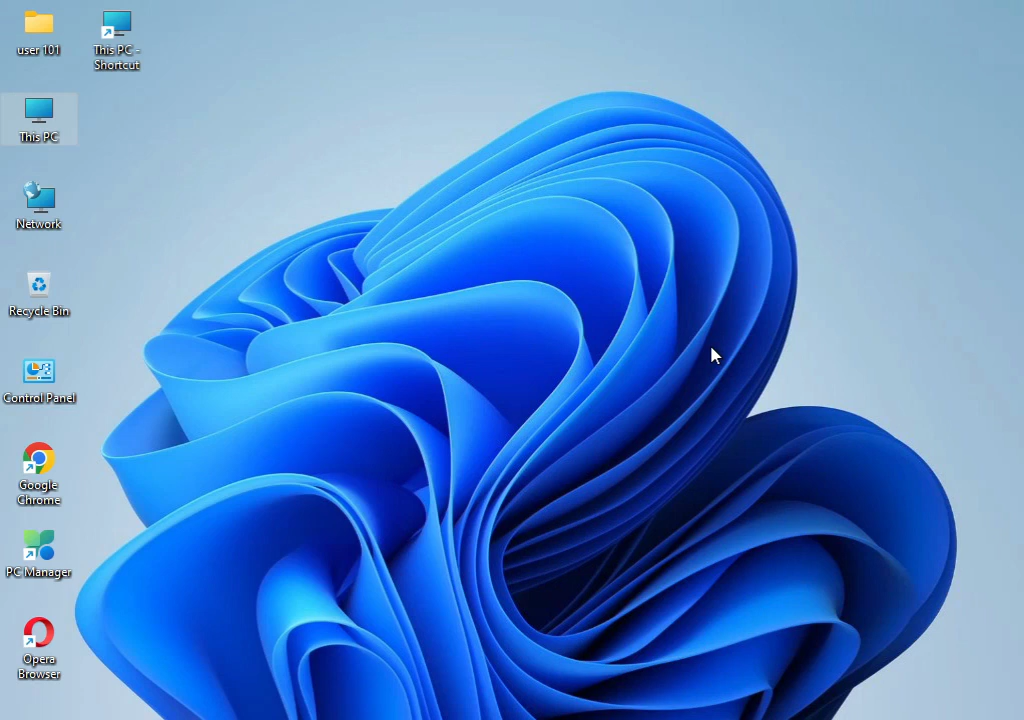 user 101
This PC -
Shortcut
This PC
Network
Recycle Bin
Control Panel
Google
Chrome
PC Manager
Opera
Browser